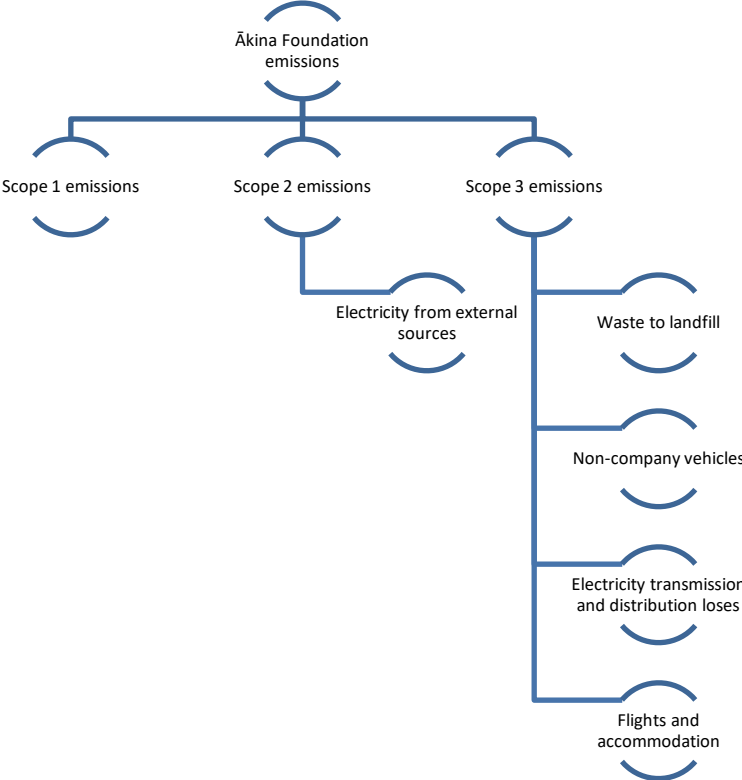 Ākina Foundation
emissions
Scope 1 emissions
Scope 2 emissions
Scope 3 emissions
Electricity from external
sources
Waste to landfill
Non-company vehicles
Electricity transmission
and distribution loses
Flights and
accommodation